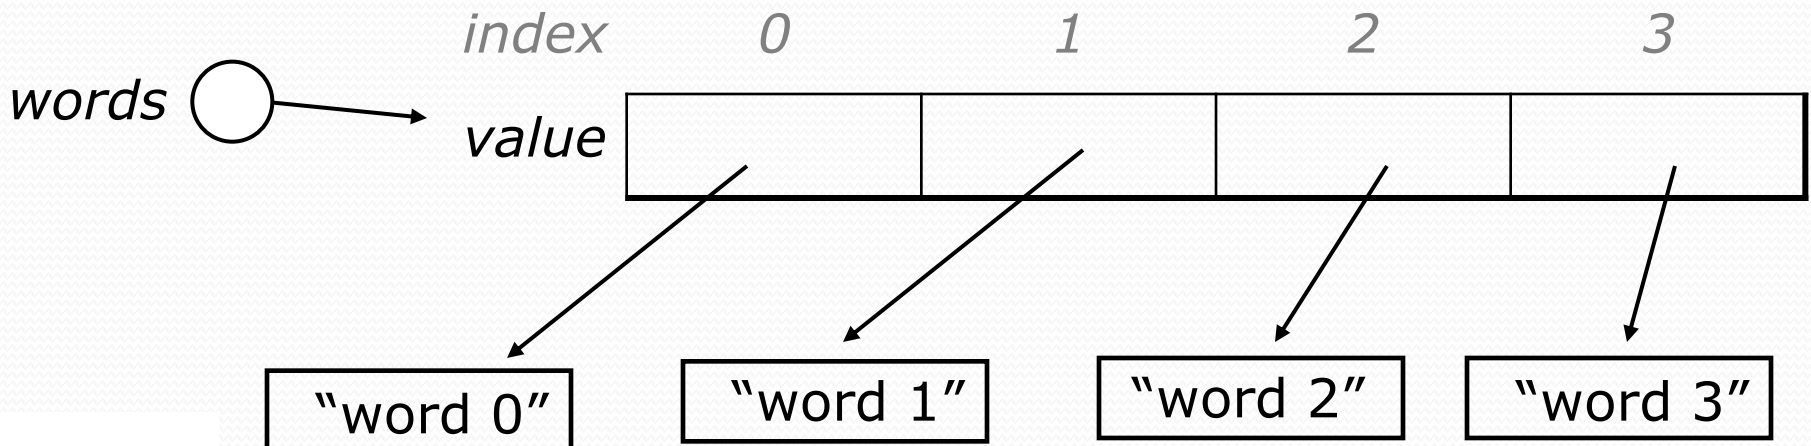 index 0 1 2 3
words
value
“word 0” “word 1” “word 2” “word 3”